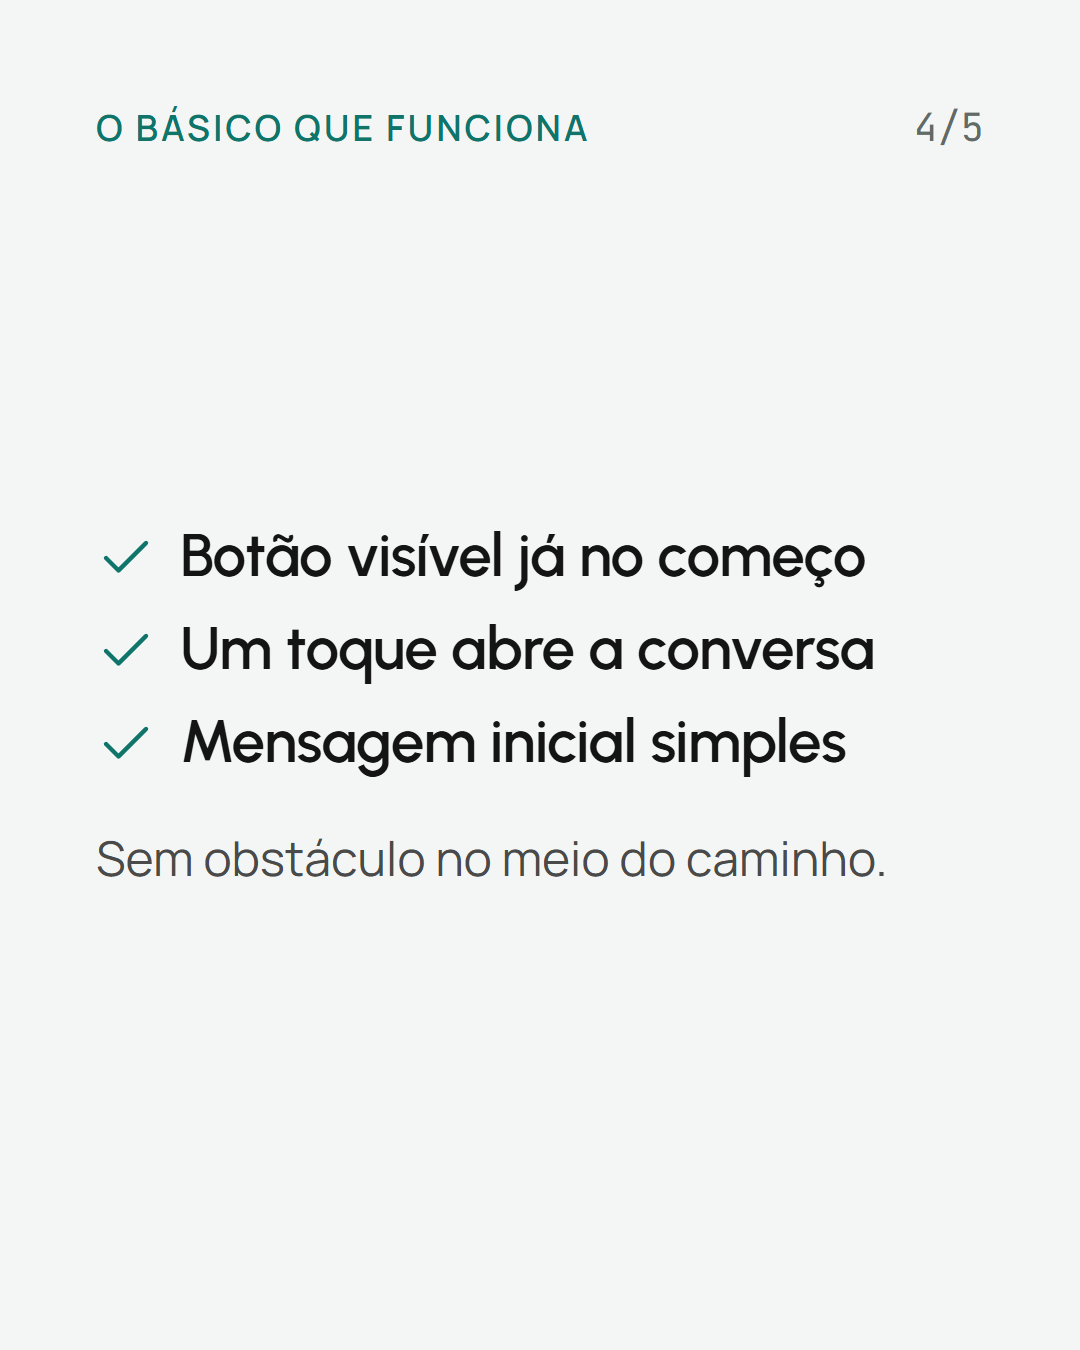 O BÁSICO QUE FUNCIONA
4/5
Botão visível já no começo
Um toque abre a conversa
Mensagem inicial simples
Sem obstáculo no meio do caminho.